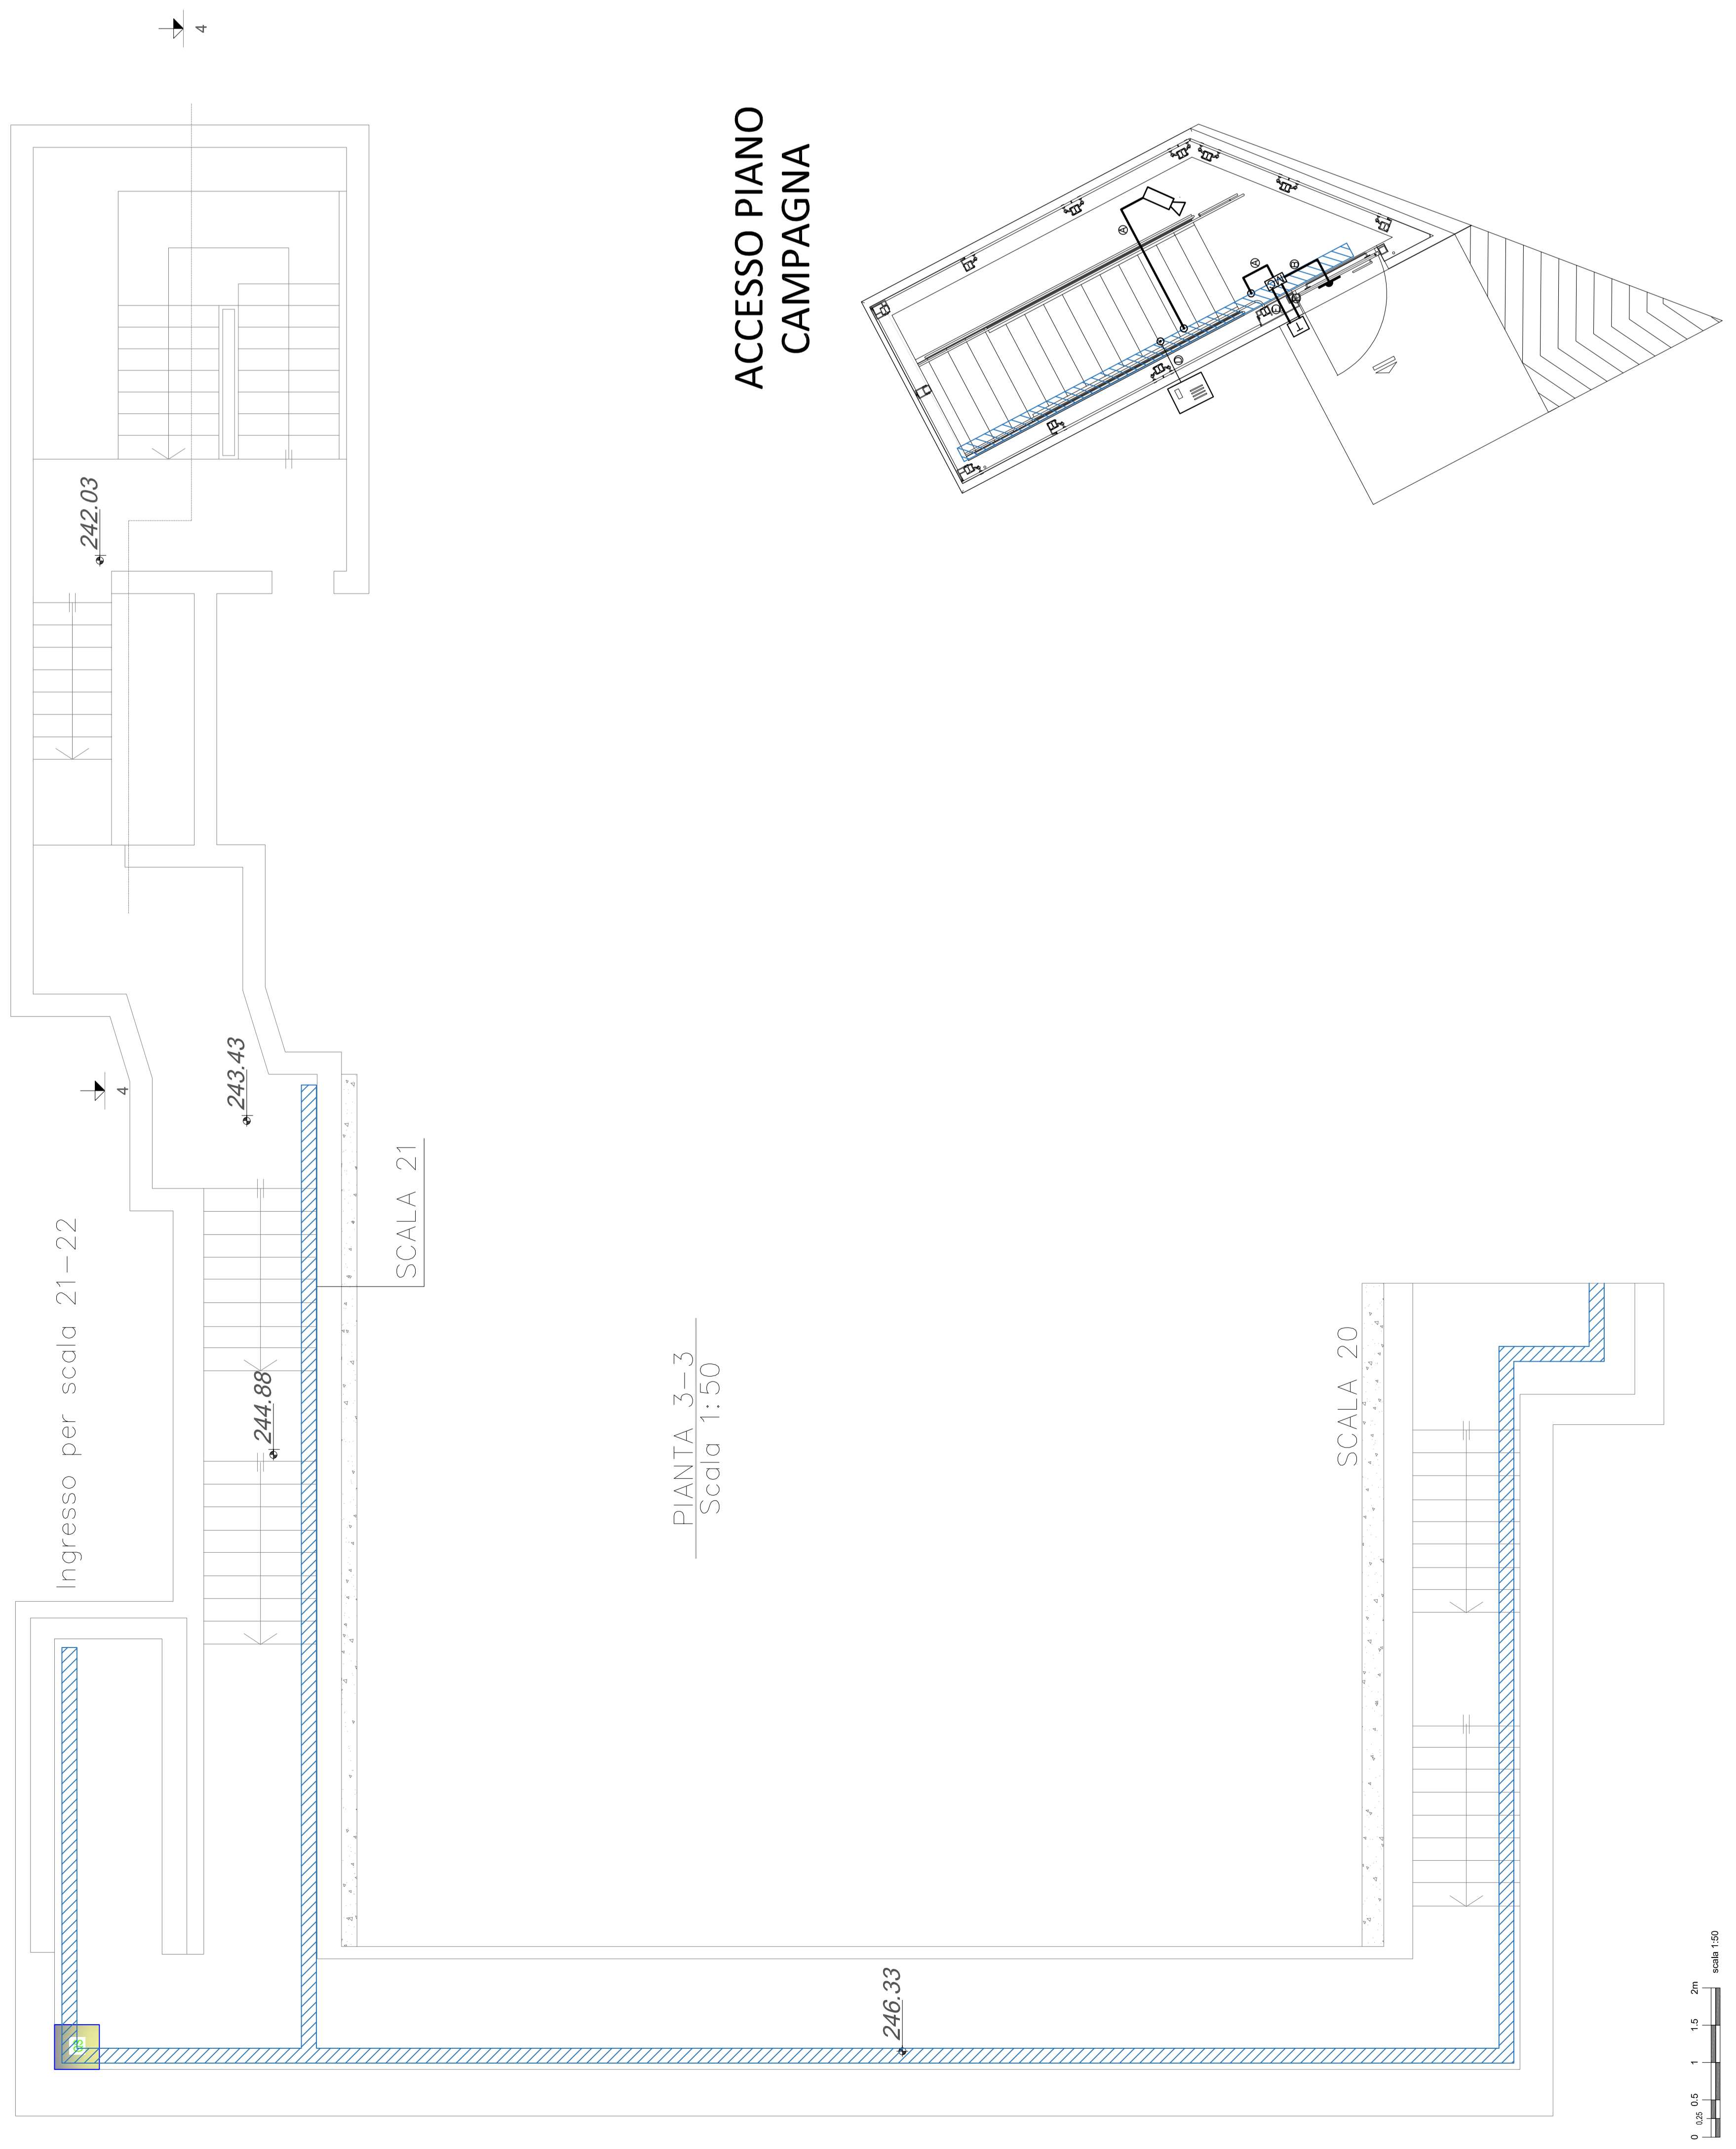 4
ACCESSO PIANO
CAMPAGNA
A
A
B
M
C
T
242.03
243.43
4
Ingresso per scala 21-22
SCALA 21
244.88
PIANTA 3-3
Scala 1:50
SCALA 20
246.33
scala 1:50
0
0.25
0.5
1
1.5
2m